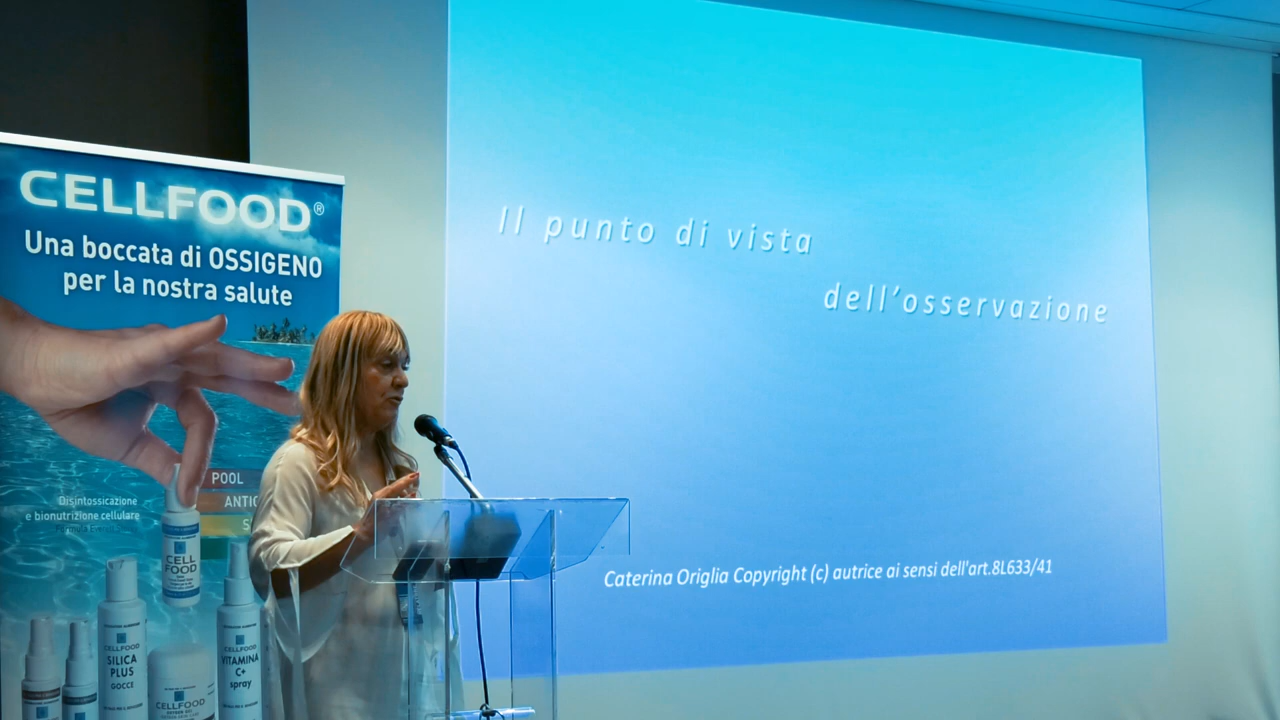 CELLFOOD®
Una boccata di OSSIGENO
per la nostra salute
POOL
ANTIO
Disintossicazione
e bionutrizione cellulare
CELL
FOOD
CELLFOOD
SILICA
PLUS
GOCCE
CELLFOOD
VITAMINA
C+
spray
CELLFOOD
Il punto di vista
dell'osservazione
Caterina Origlia Copyright (c) autrice ai sensi dell'art.8L633/41